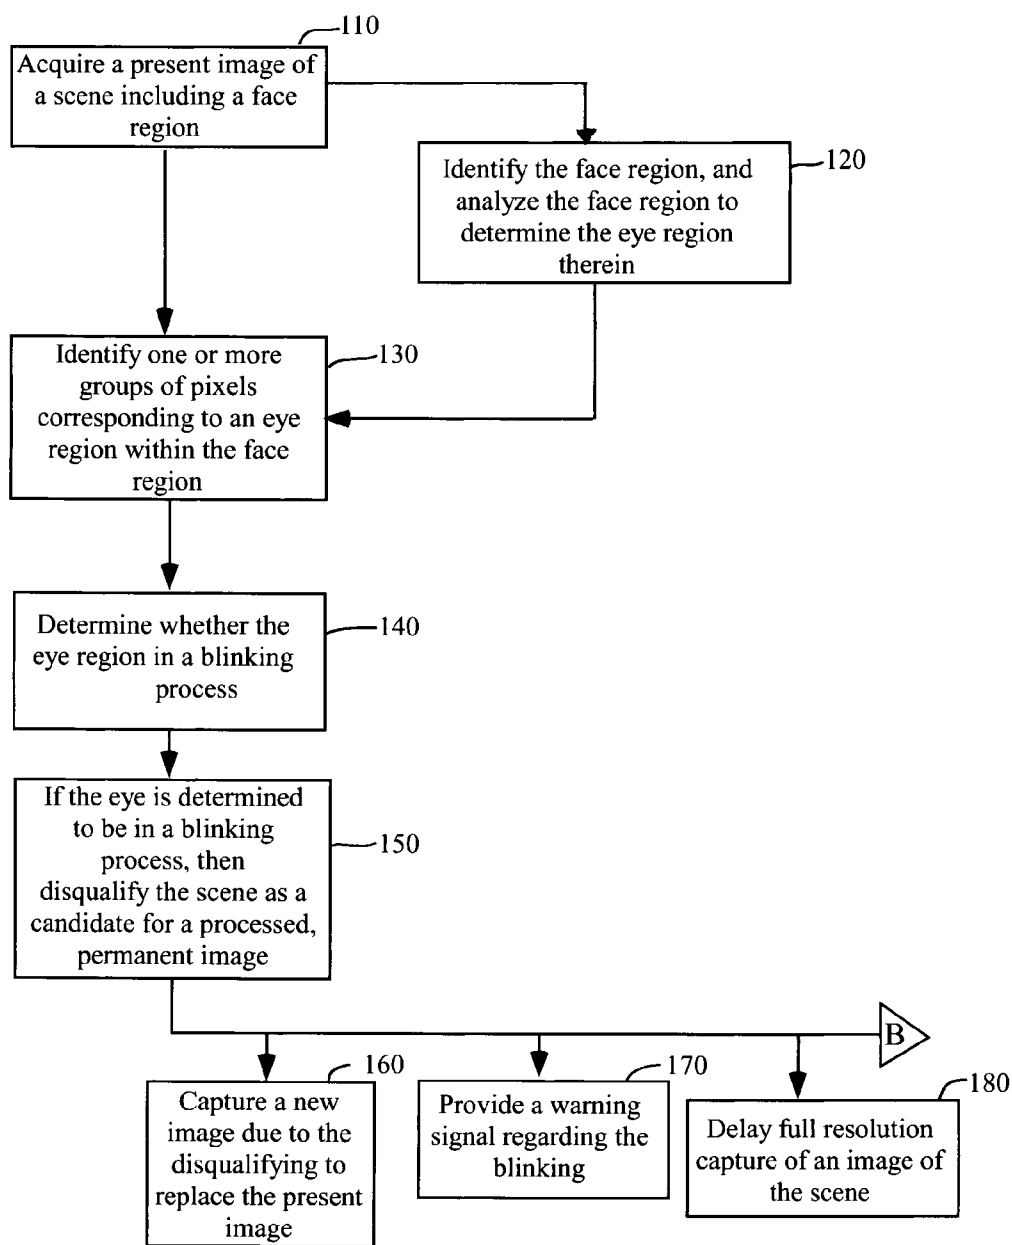 110
Acquire a present image of
a scene including a face
region
120
Identify the face region, and
analyze the face region to
determine the eye region
therein
130
Identify one or more
groups of pixels
corresponding to an eye
region within the face
region
140
Determine whether the
eye region in a blinking
process
150
If the eye is determined
to be in a blinking
process, then
disqualify the scene as a
candidate for a processed,
permanent image
B
160
Capture a new
image due to the
disqualifying to
replace the present
image
170
Provide a warning
signal regarding the
blinking
180
Delay full resolution
capture of an image of
the scene